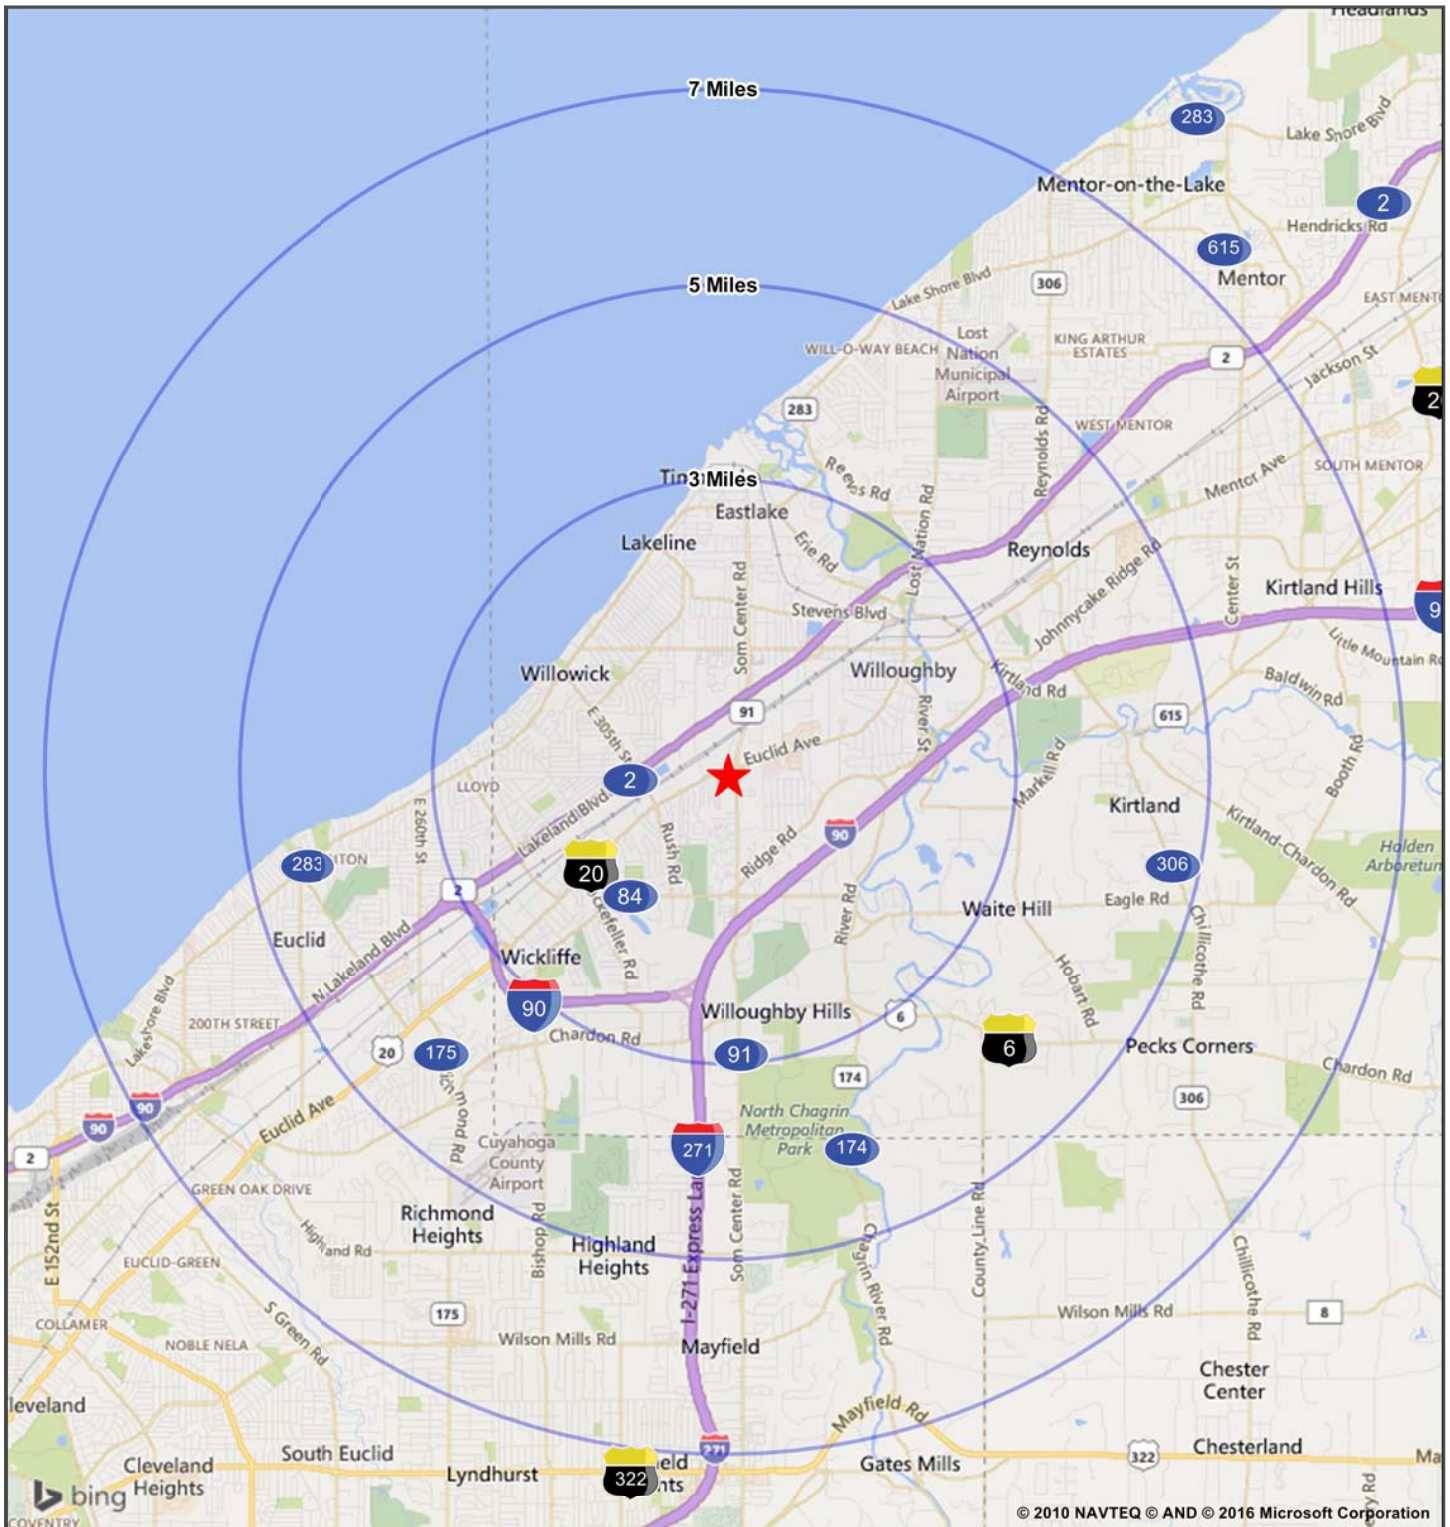 Headlands
7 Miles
283
Lake Shore Blvd
Mentor-on-the-Lake
2
Hendricks Rd
615
Mentor
5 Miles
Lake Shore Blvd
306
EAST
Lost
Nation
Municipal
Airport
WILL-O-WAY BEACH
KING ARTHUR
ESTATES
2
Jackson St
283
Reynolds Rd
WEST MENTOR
3 Miles
Reeves Rd
Mentor Ave
SOUTH MENTOR
Eastlake
Lost Nation Rd
Lakeline
Erie Rd
Reynolds
Som Center Rd
Stevens Blvd
Johnnycake Ridge Rd
Center St
Kirtland Hills
9
Little Mountain Rd
Willowick
Willoughby
Kirtland Rd
Baldwin Rd
E 305th St
91
River St
615
Euclid Ave
Markell Rd
Booth Rd
2
LLOYD
Kirtland
E 260th St
Lakeland Blvd
Rush Rd
Ridge Rd
90
Kirtland-Chardon Rd
Holden
283
20
84
306
River Rd
Waite Hill
Eagle Rd
2
Euclid
N Lakeland Blvd
Wickliffe
Chillicothe Rd
Hobart Rd
90
Willoughby Hills
6
Lakeshore Blvd
200TH STREET
Chardon Rd
20
175
91
6
Pecks Corners
174
Chardon Rd
306
90
90
Euclid Ave
North Chagrin
Metropolitan
Park
2
Cuyahoga
County
Airport
271
174
GREEN OAK DRIVE
Richmond
Heights
Bishop Rd
Som Center Rd
County Line Rd
E 152nd St
Highland Rd
Highland
Heights
Chagrin River Rd
Chillicothe Rd
EUCLID-GREEN
175
Wilson Mills Rd
8
COLLAMER
NOBLE NELA
S Green Rd
Wilson Mills Rd
Mayfield
Chester
Center
Mayfield Rd
South Euclid
271
322
Chesterland
Cleveland
Heights
Lyndhurst
322
Gates Mills
bing
COVENTRY
© 2010 NAVTEQ © AND © 2016 Microsoft Corporation